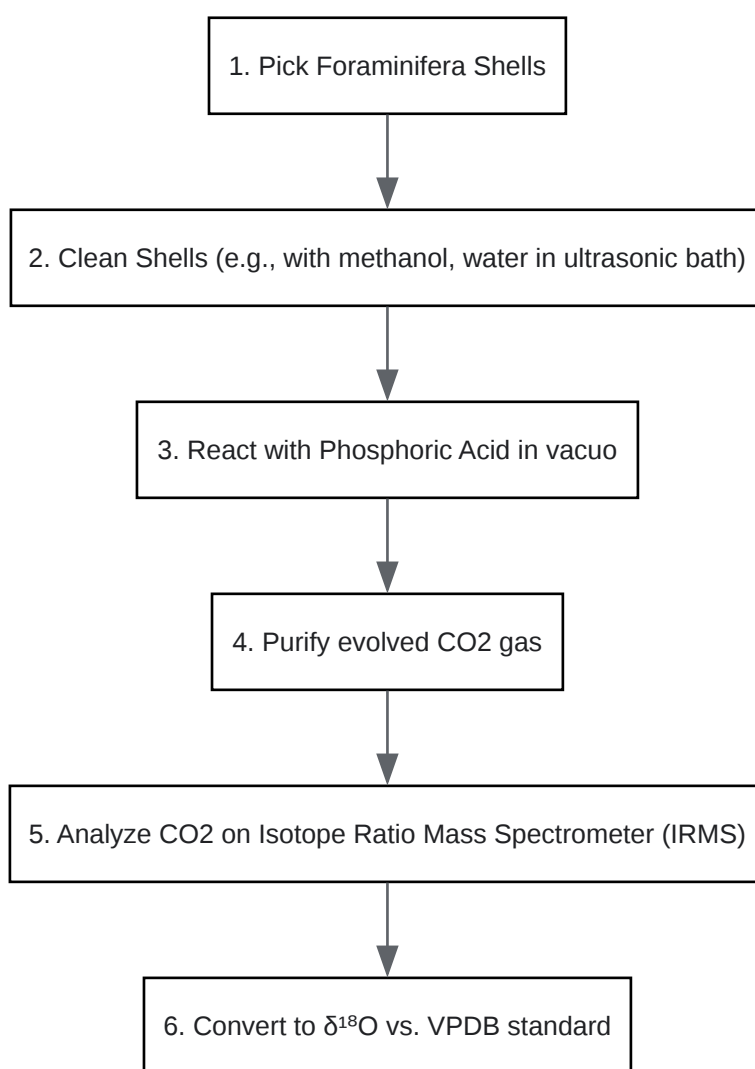 1. Pick Foraminifera Shells
2. Clean Shells (e.g., with methanol, water in ultrasonic bath)
3. React with Phosphoric Acid in vacuo
4. Purify evolved CO2 gas
5. Analyze CO2 on Isotope Ratio Mass Spectrometer (IRMS)
6. Convert to δ¹⁸O vs. VPDB standard